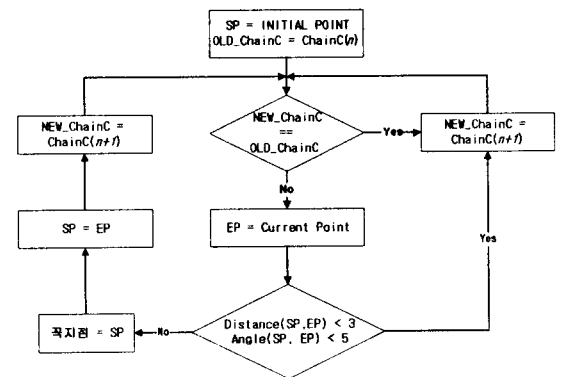 SP = INITIAL POINT
OLD_ChainC = ChainC(n)
NEW_ChainC
==
OLD_ChainC
Yes
NEW_ChainC =
ChainC(n+1)
NEW_ChainC =
ChainC(n+1)
No
EP = Current Point
SP = EP
Yes
Distance(SP,EP) < 3
Angle(SP, EP) < 5
No
꼭지점 = SP